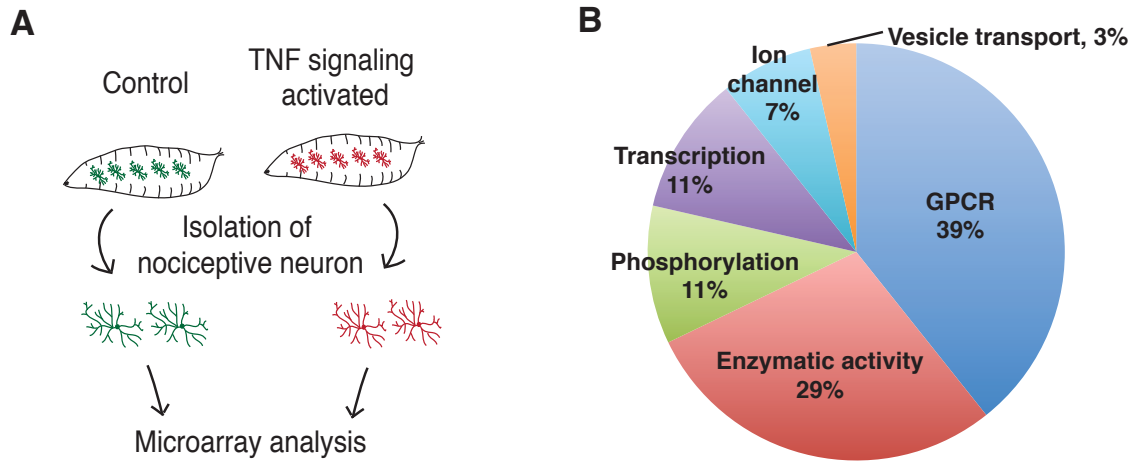 A
Control
TNF signaling
activated
Isolation of
nociceptive neuron
Microarray analysis
B
Vesicle transport, 3%
Ion
channel
7%
Transcription
11%
GPCR
39%
Phosphorylation
11%
Enzymatic activity
29%